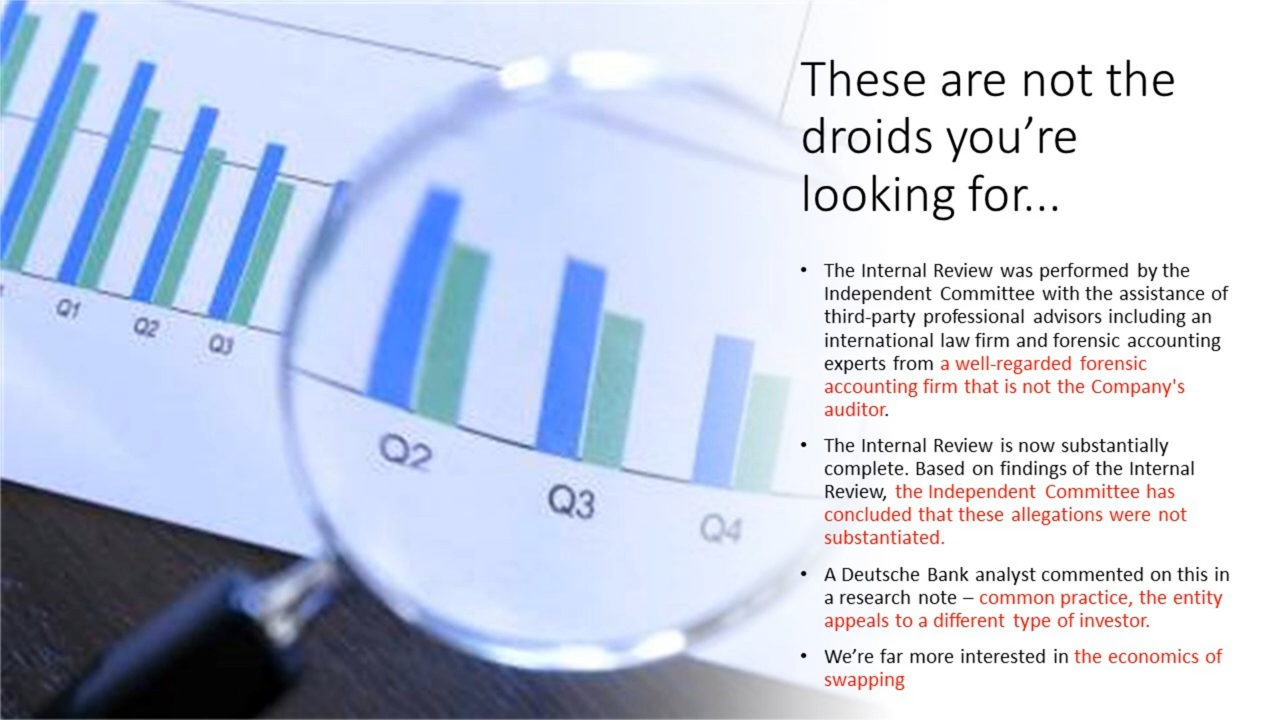 These are not the
droids you’re
looking for...
• The Internal Review was performed by the
Independent Committee with the assistance of
third-party professional advisors including an
international law firm and forensic accounting
experts from a well-regarded forensic
accounting firm that is not the Company's
auditor.
• The Internal Review is now substantially
complete. Based on findings of the Internal
Review, the Independent Committee has
concluded that these allegations were not
substantiated.
• A Deutsche Bank analyst commented on this in
a research note – common practice, the entity
appeals to a different type of investor.
• We’re far more interested in the economics of
swapping
Q1
Q2
Q3
Q2
Q3
Q4